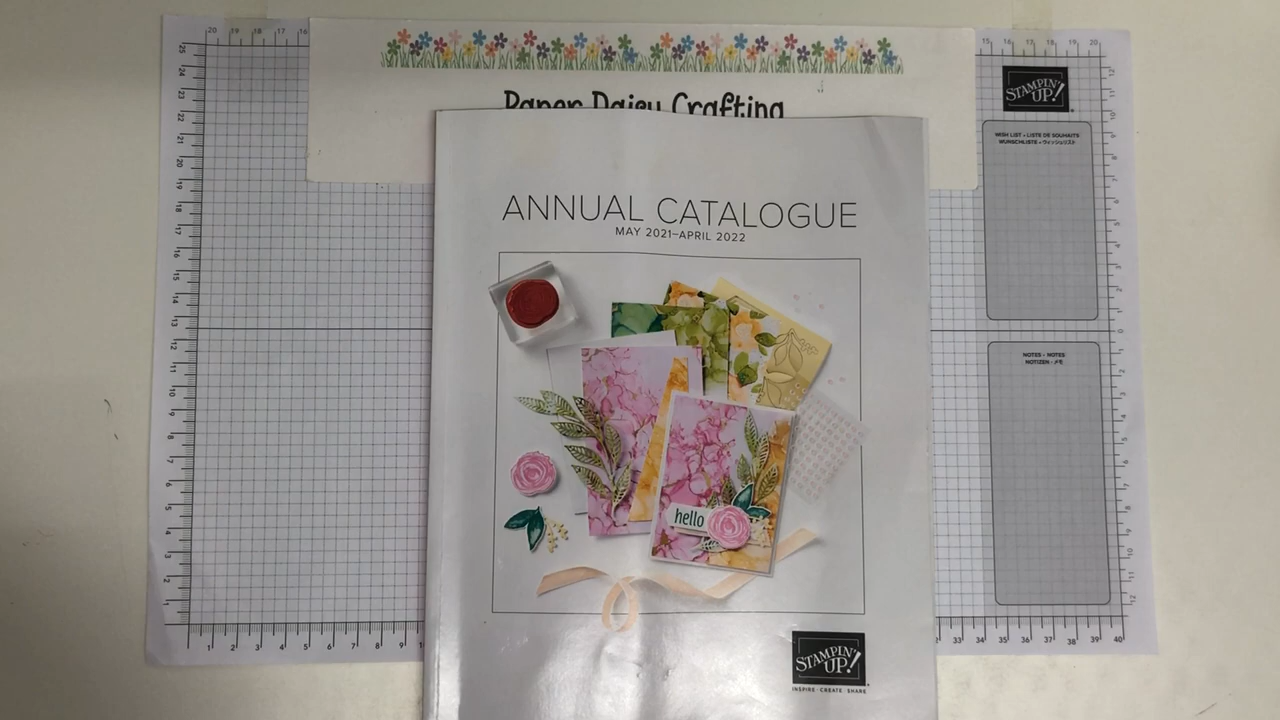 Paper Daisy Crafting
STAMPIN' UP!
WISH LIST • LISTE DE SOUHAITS
WUNSCHLISTE • ウィッシュリスト
NOTES • NOTES
NOTIZEN • メモ
ANNUAL CATALOGUE
MAY 2021–APRIL 2022
hello
STAMPIN' UP!
INSPIRE · CREATE · SHARE